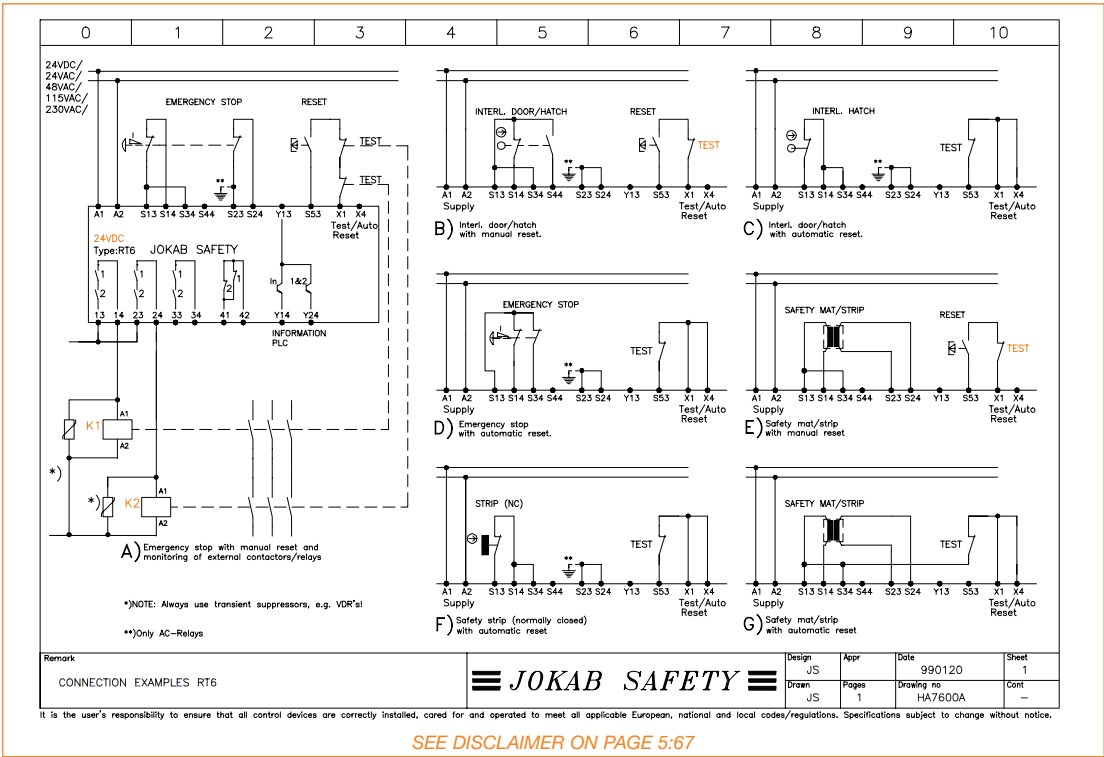 0 1 2 3 4 5 6 7 8 9 10
24VDC/
24VAC/
48VAC/
115VAC/
230VAC/
EMERGENCY STOP
RESET
TEST
TEST
**
A1 A2 S13 S14 S34 S44 S23 S24 Y13 S53 X1 X4
Test/Auto
Reset
24VDC
Type:RT6 JOKAB SAFETY
1 1 1 1
2 2 2 2
In 1&2
13 14 23 24 33 34 41 42 Y14 Y24
INFORMATION
PLC
K1
A1
A2
*)
*)
K2
A1
A2
A) Emergency stop with manual reset and
monitoring of external contactors/relays
*)NOTE: Always use transient suppressors, e.g. VDR's!
**)Only AC-Relays
INTERL. DOOR/HATCH
RESET
TEST
**
A1 A2 S13 S14 S34 S44 S23 S24 Y13 S53 X1 X4
Supply
Test/Auto
Reset
B) Interl. door/hatch
with manual reset.
INTERL. HATCH
TEST
**
A1 A2 S13 S14 S34 S44 S23 S24 Y13 S53 X1 X4
Supply
Test/Auto
Reset
C) Interl. door/hatch
with automatic reset.
EMERGENCY STOP
TEST
**
A1 A2 S13 S14 S34 S44 S23 S24 Y13 S53 X1 X4
Supply
Test/Auto
Reset
D) Emergency stop
with automatic reset.
SAFETY MAT/STRIP
RESET
TEST
A1 A2 S13 S14 S34 S44 S23 S24 Y13 S53 X1 X4
Supply
Test/Auto
Reset
E) Safety mat/strip
with manual reset
STRIP (NC)
TEST
**
A1 A2 S13 S14 S34 S44 S23 S24 Y13 S53 X1 X4
Supply
Test/Auto
Reset
F) Safety strip (normally closed)
with automatic reset
SAFETY MAT/STRIP
TEST
A1 A2 S13 S14 S34 S44 S23 S24 Y13 S53 X1 X4
Supply
Test/Auto
Reset
G) Safety mat/strip
with automatic reset
Remark
CONNECTION EXAMPLES RT6
JOKAB SAFETY
Design Appr Date Sheet
JS 990120 1
Drawn Pages Drawing no Cont
JS 1 HA7600A –
It is the user's responsibility to ensure that all control devices are correctly installed, cared for and operated to meet all applicable European, national and local codes/regulations. Specifications subject to change without notice.
SEE DISCLAIMER ON PAGE 5:67